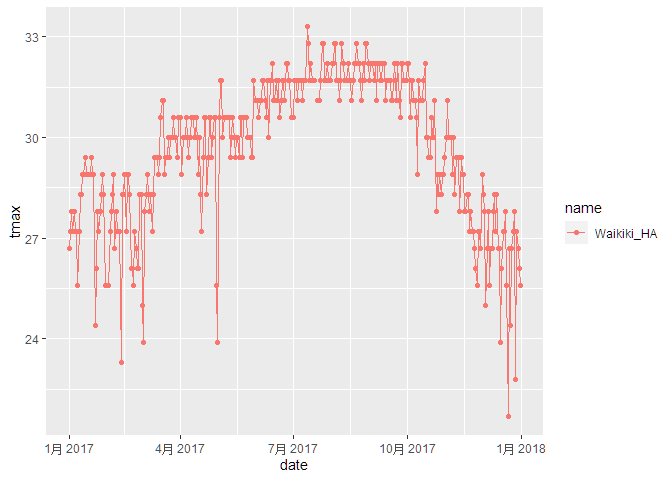 33
30
27
24
tmax
1月 2017
4月 2017
7月 2017
10月 2017
1月 2018
date
name
Waikiki_HA